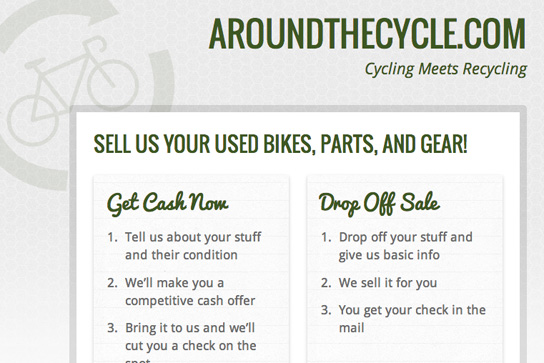 AROUNDTHECYCLE.COM
Cycling Meets Recycling
SELL US YOUR USED BIKES, PARTS, AND GEAR!
Get Cash Now
1. Tell us about your stuff
and their condition
2. We'll make you a
competitive cash offer
3. Bring it to us and we'll
cut you a check on the
spot
Drop Off Sale
1. Drop off your stuff and
give us basic info
2. We sell it for you
3. You get your check in the
mail